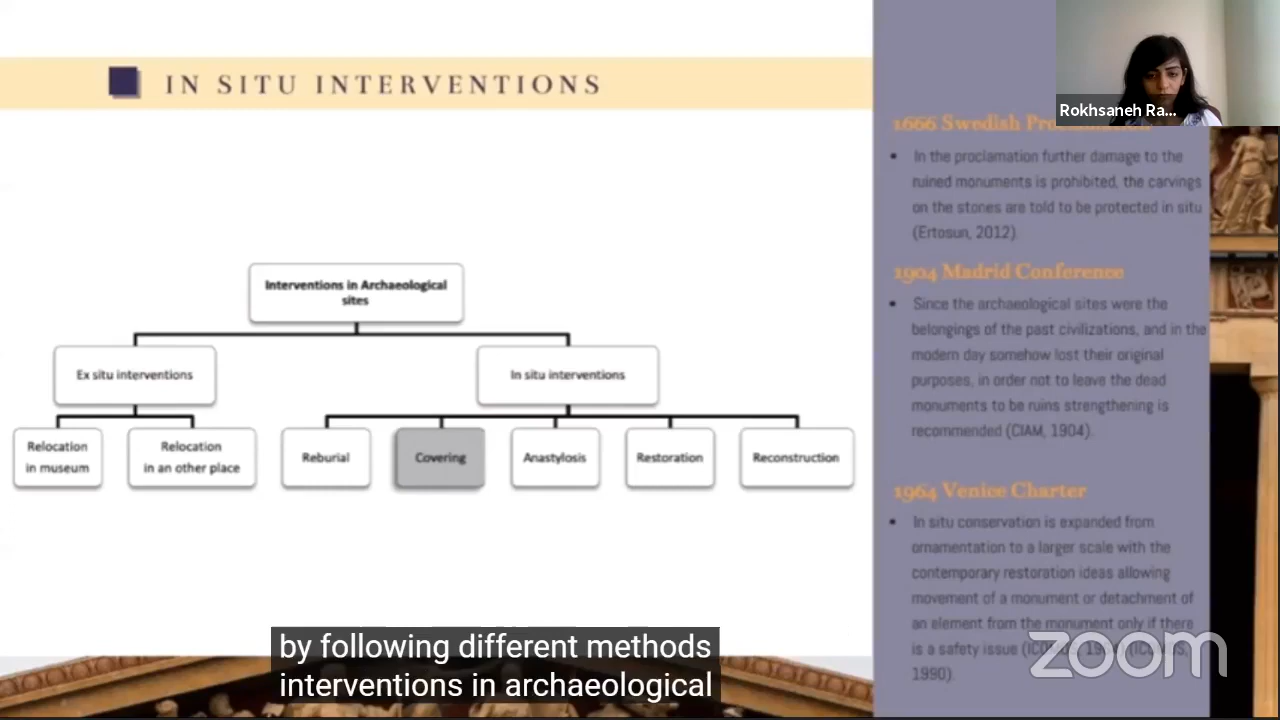 IN SITU INTERVENTIONS
Interventions in Archaeological
sites
Ex situ interventions
In situ interventions
Relocation
in museum
Relocation
in an other place
Reburial
Covering
Anastylosis
Restoration
Reconstruction
Rokhsaneh Ra...
1666 Swedish
• In the proclamation further damage to the
ruined monuments is prohibited, the carvings
on the stones are told to be protected in situ
(Ertosun, 2012).
1904 Madrid Conference
• Since the archaeological sites were the
belongings of the past civilizations, and in the
modern day somehow lost their original
purposes, in order not to leave the dead
monuments to be ruins strengthening is
recommended (CIAM, 1904).
1964 Venice Charter
• In situ conservation is expanded from
ornamentation to a larger scale with the
contemporary restoration ideas allowing
movement of a monument or detachment of
an element from the monument only if there
is a safety issue
1990).
zoom
by following different methods
interventions in archaeological